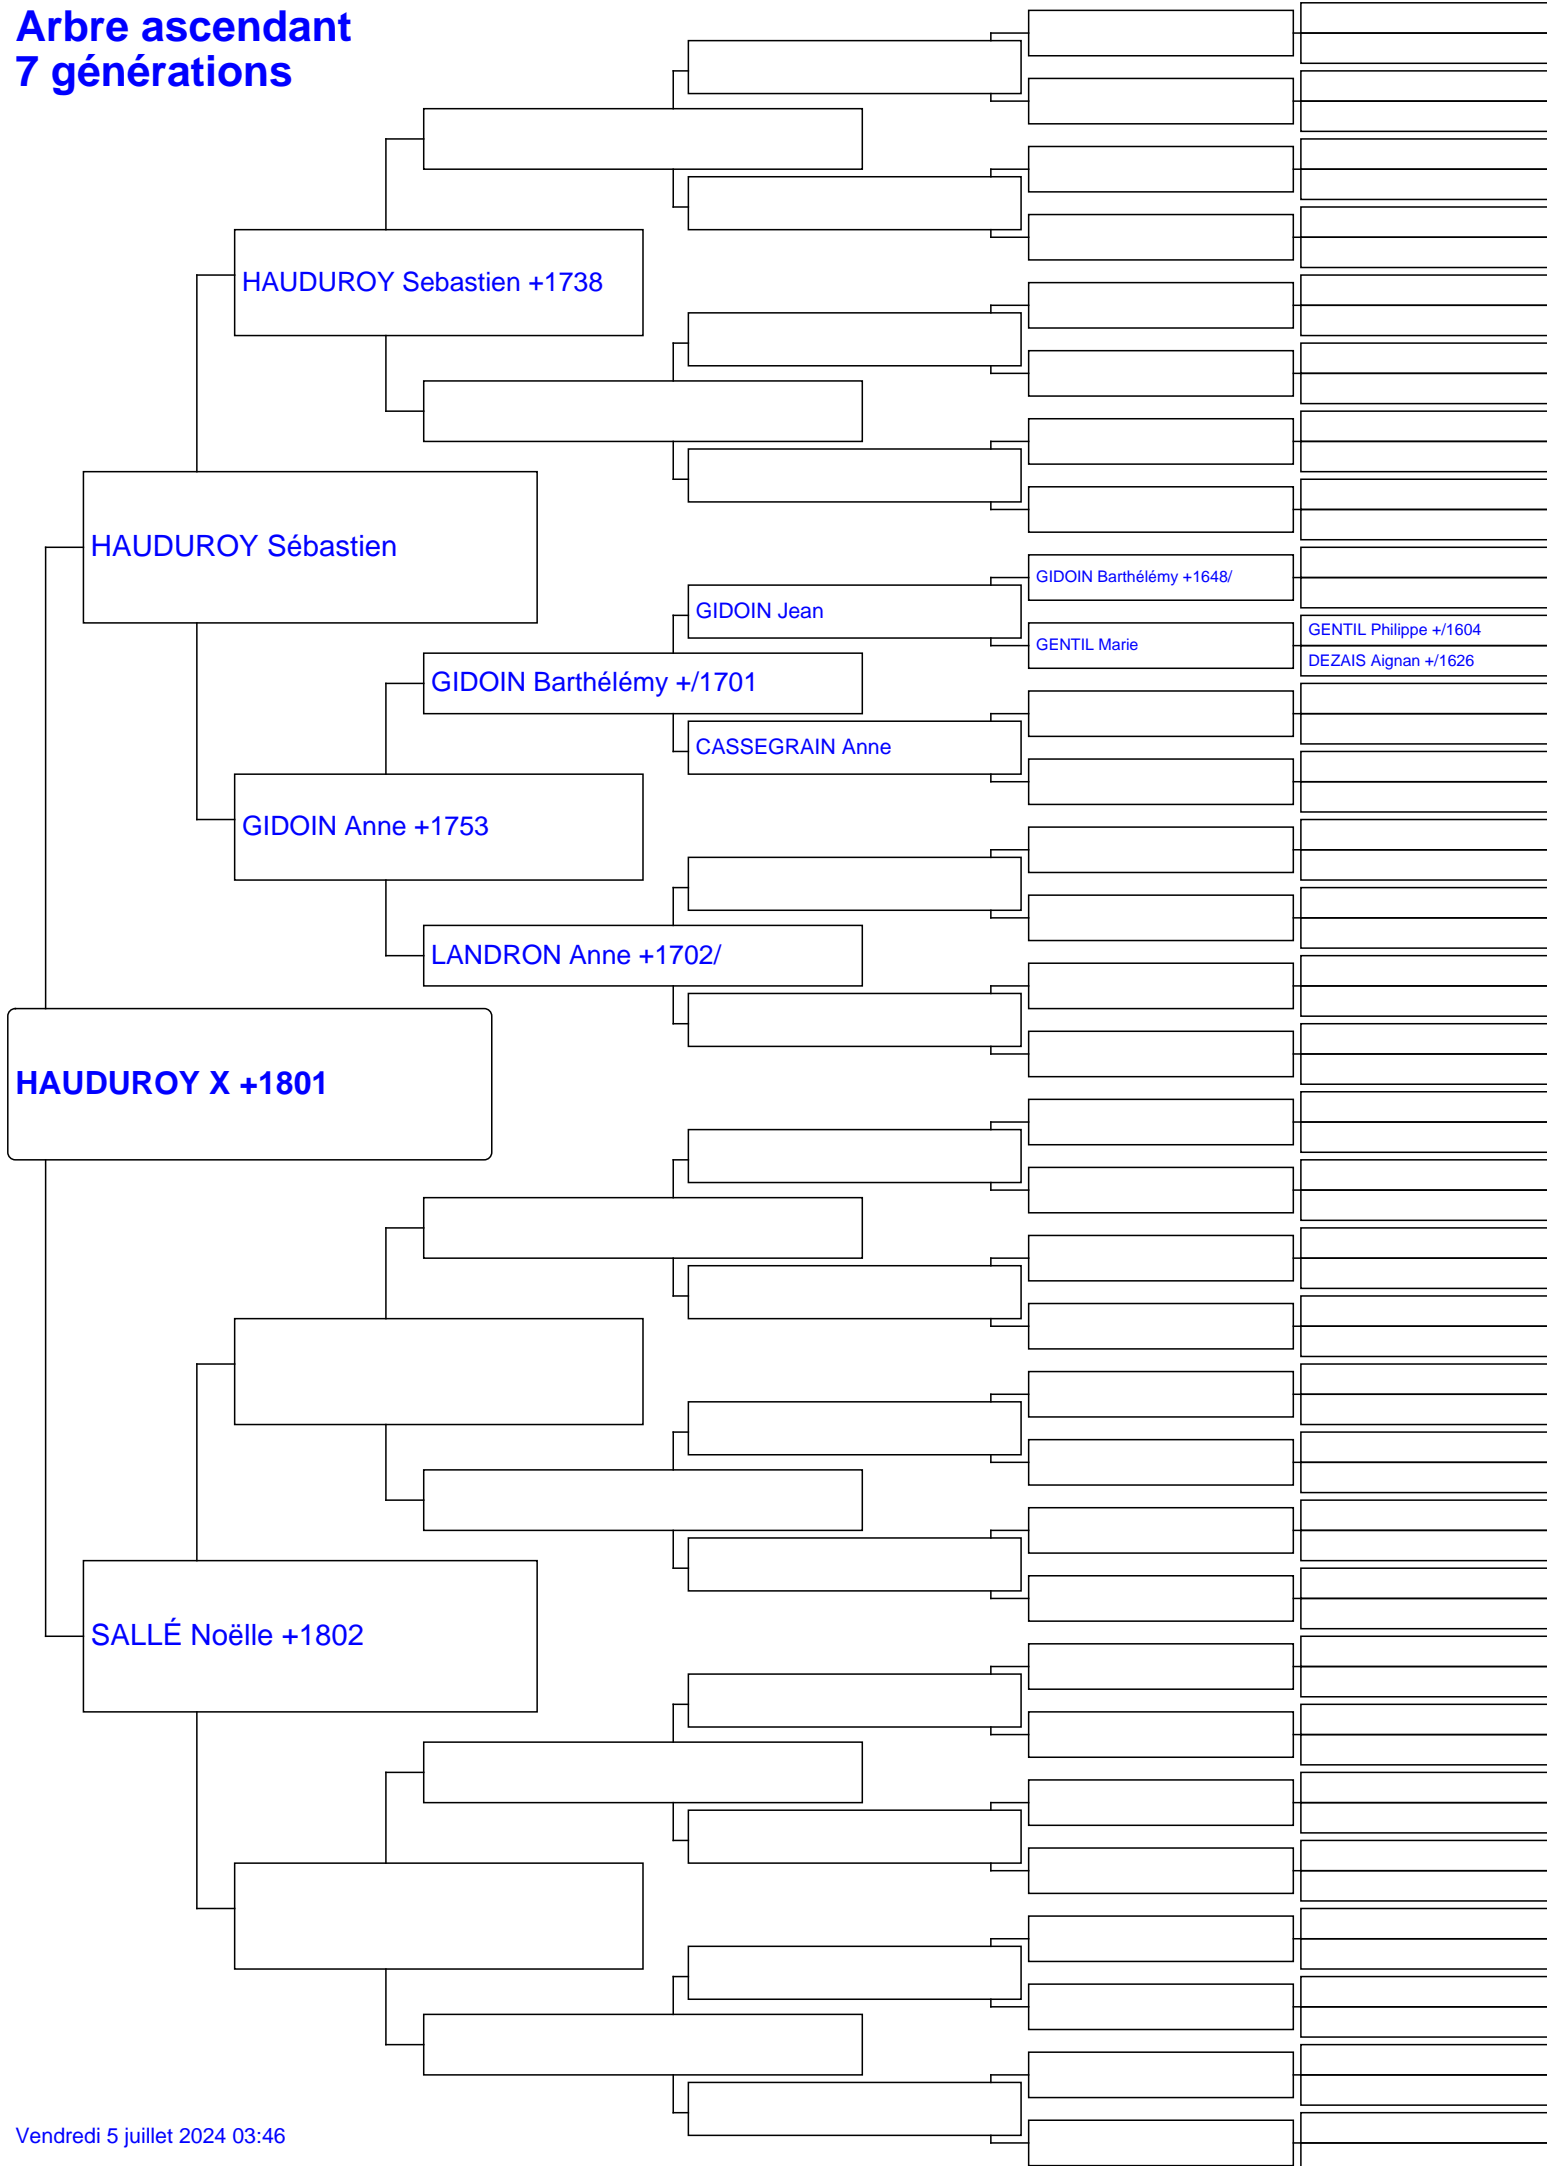 Arbre ascendant
7 générations
HAUDUROY Sebastien +1738
HAUDUROY Sébastien
GIDOIN Barthélémy +1648/
GIDOIN Jean
GENTIL Philippe +/1604
GENTIL Marie
DEZAIS Aignan +/1626
GIDOIN Barthélémy +/1701
CASSEGRAIN Anne
GIDOIN Anne +1753
LANDRON Anne +1702/
HAUDUROY X +1801
SALLÉ Noëlle +1802
Vendredi 5 juillet 2024 03:46